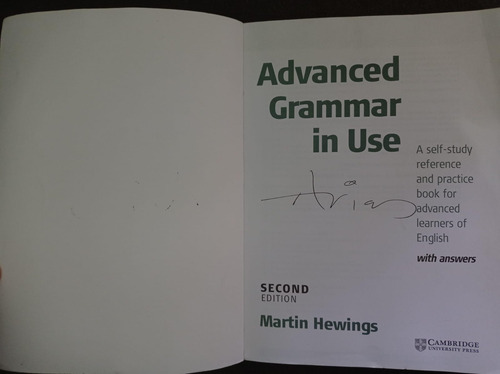 Advanced
Grammar
in Use
A self-study
reference
and practice
book for
advanced
learners of
English
with answers
SECOND
EDITION
Martin Hewings
CAMBRIDGE
UNIVERSITY PRESS